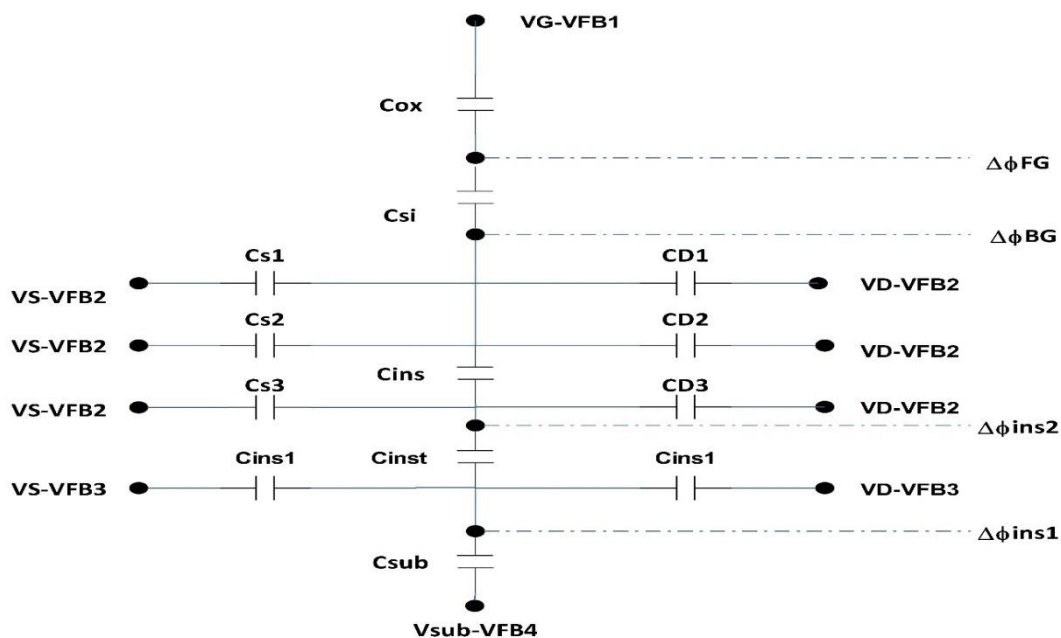 VG-VFB1
Cox
ΔϕFG
Csi
ΔϕBG
Cs1
CD1
VS-VFB2
VD-VFB2
Cs2
CD2
VS-VFB2
VD-VFB2
Cins
Cs3
CD3
VS-VFB2
VD-VFB2
Δϕins2
Cins1
Cinst
Cins1
VS-VFB3
VD-VFB3
Δϕins1
Csub
Vsub-VFB4